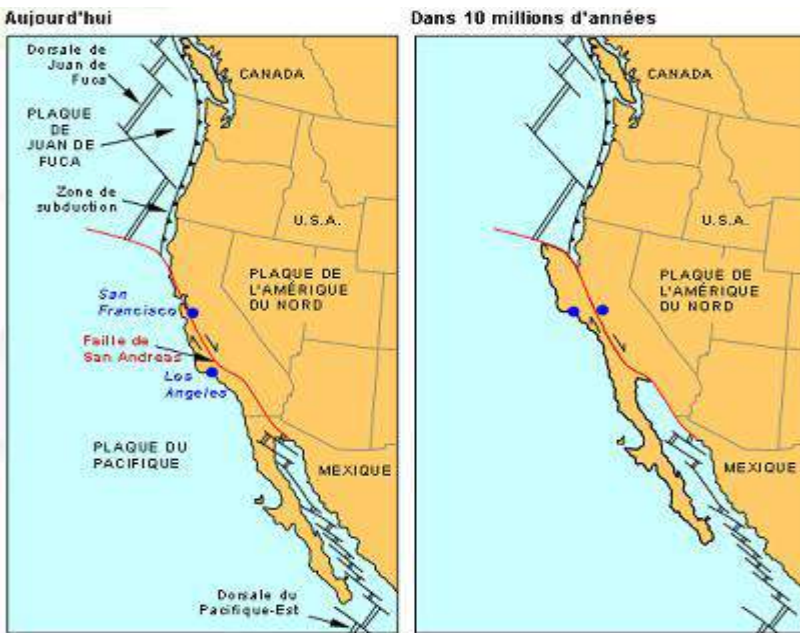 Aujourd'hui
Dorsale de
Juan de
Fuca
CANADA
PLAQUE
DE
JUAN DE
FUCA
Zone de
subduction
U.S.A.
PLAQUE DE
L'AMÉRIQUE
DU NORD
San
Francisco
Faille de
San Andreas
Los
Angeles
PLAQUE DU
PACIFIQUE
MEXIQUE
Dorsale du
Pacifique-Est
Dans 10 millions d'années
CANADA
U.S.A.
PLAQUE DE
L'AMÉRIQUE
DU NORD
MEXIQUE